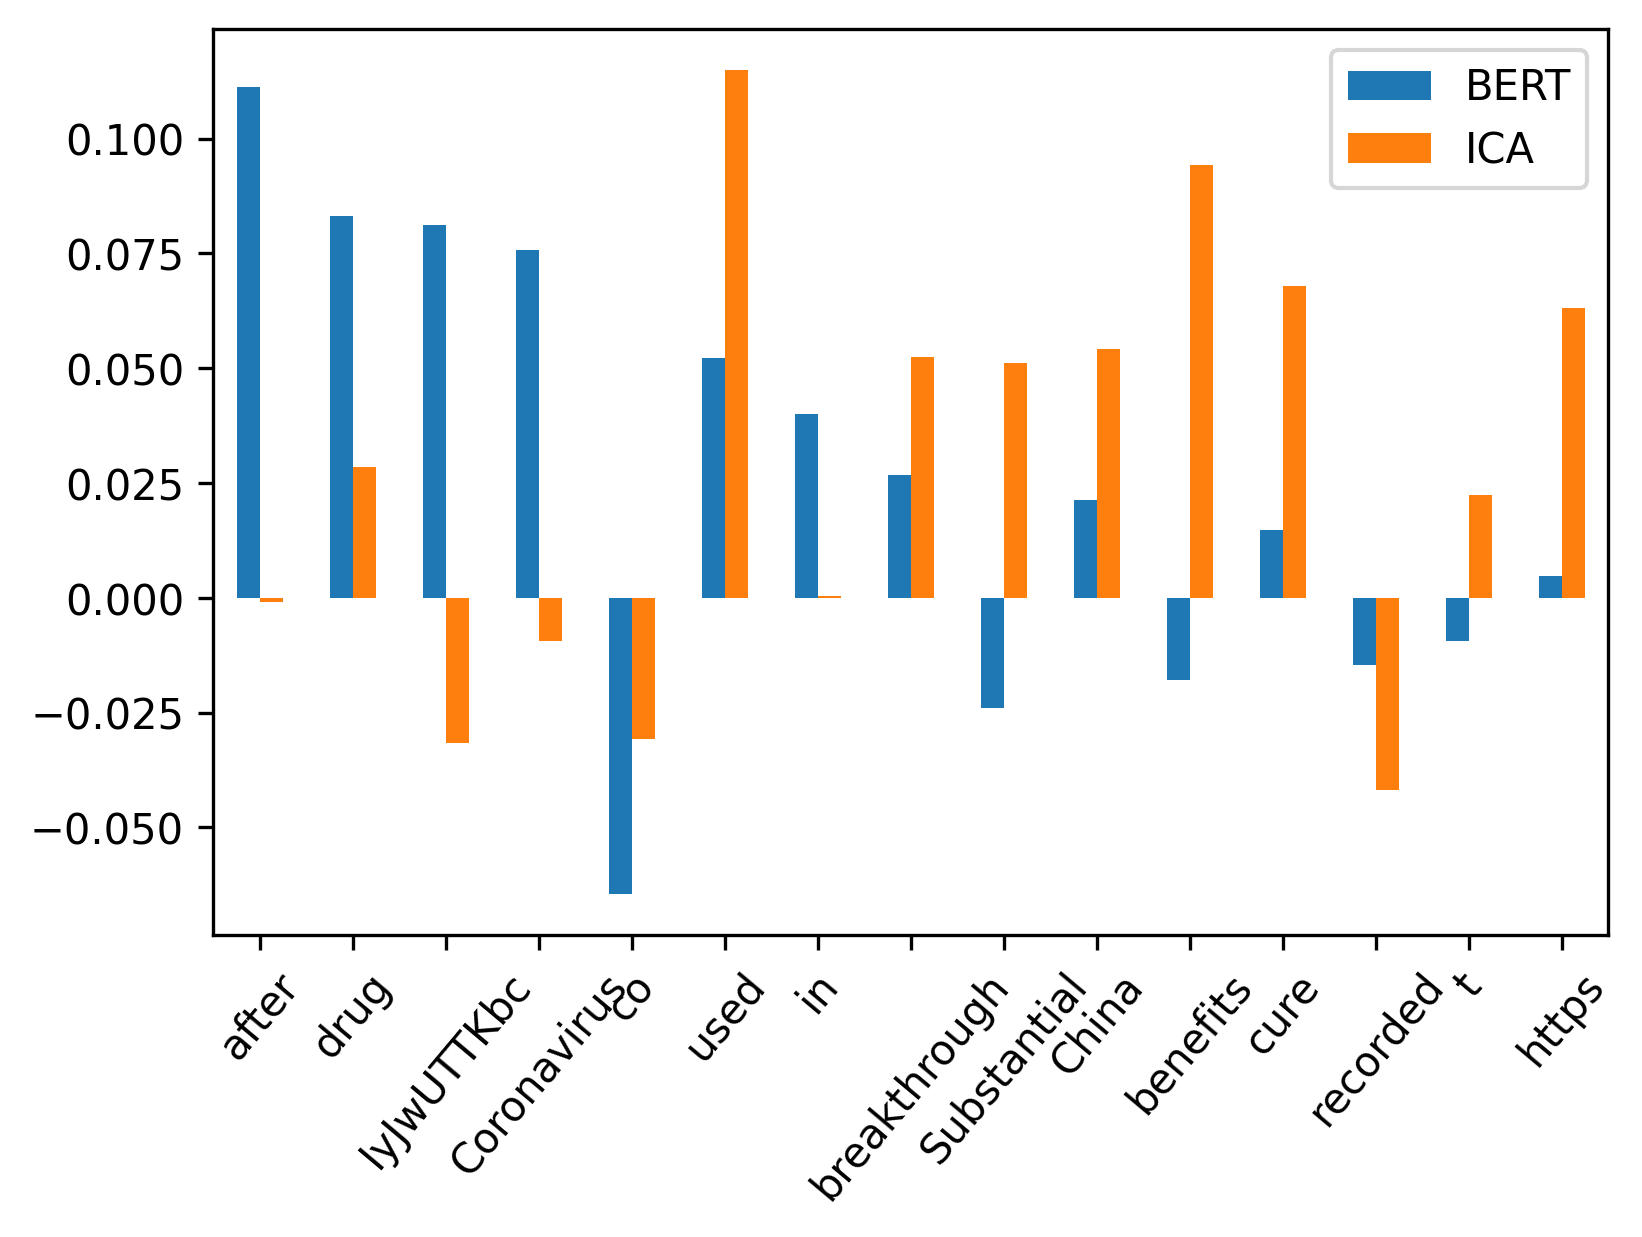 BERT
ICA
0.100
0.075
0.050
0.025
0.000
−0.025
−0.050
after
drug
lyJwUTTKbc
Coronavirus
co
used
in
breakthrough
Substantial
China
benefits
cure
recorded
t
https